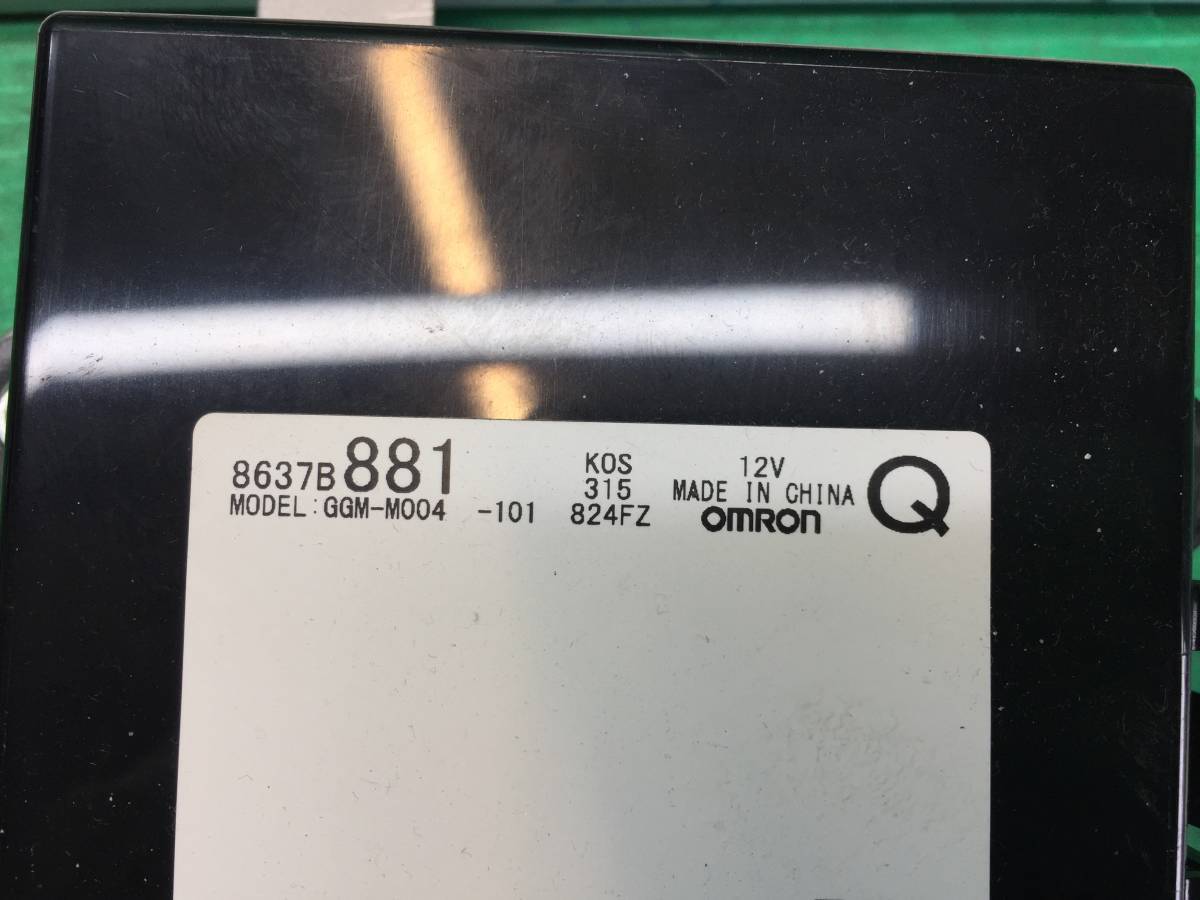 8637B881 KOS 12V Q
315 MADE IN CHINA
MODEL:GGM-M004 -101 824FZ OMRON